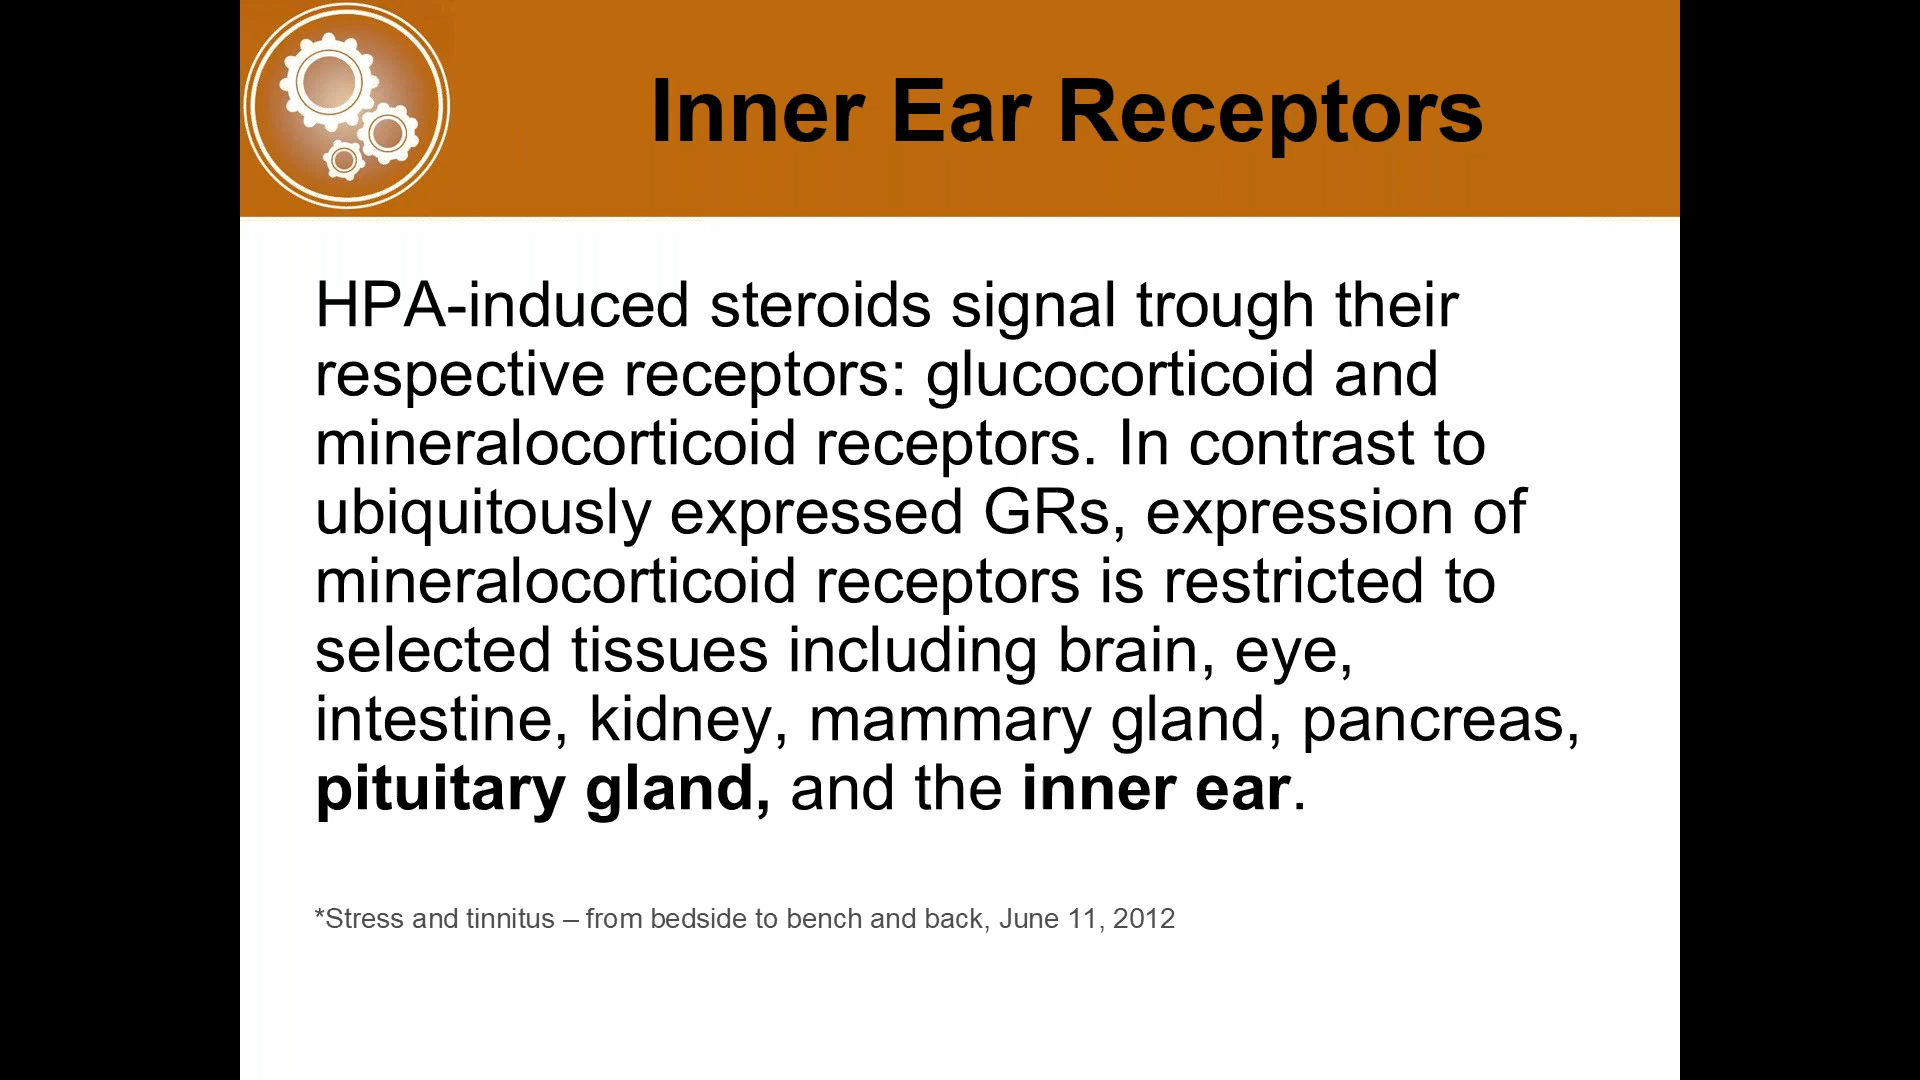 Inner Ear Receptors
HPA-induced steroids signal trough their
respective receptors: glucocorticoid and
mineralocorticoid receptors. In contrast to
ubiquitously expressed GRs, expression of
mineralocorticoid receptors is restricted to
selected tissues including brain, eye,
intestine, kidney, mammary gland, pancreas,
pituitary gland, and the inner ear.
*Stress and tinnitus – from bedside to bench and back, June 11, 2012